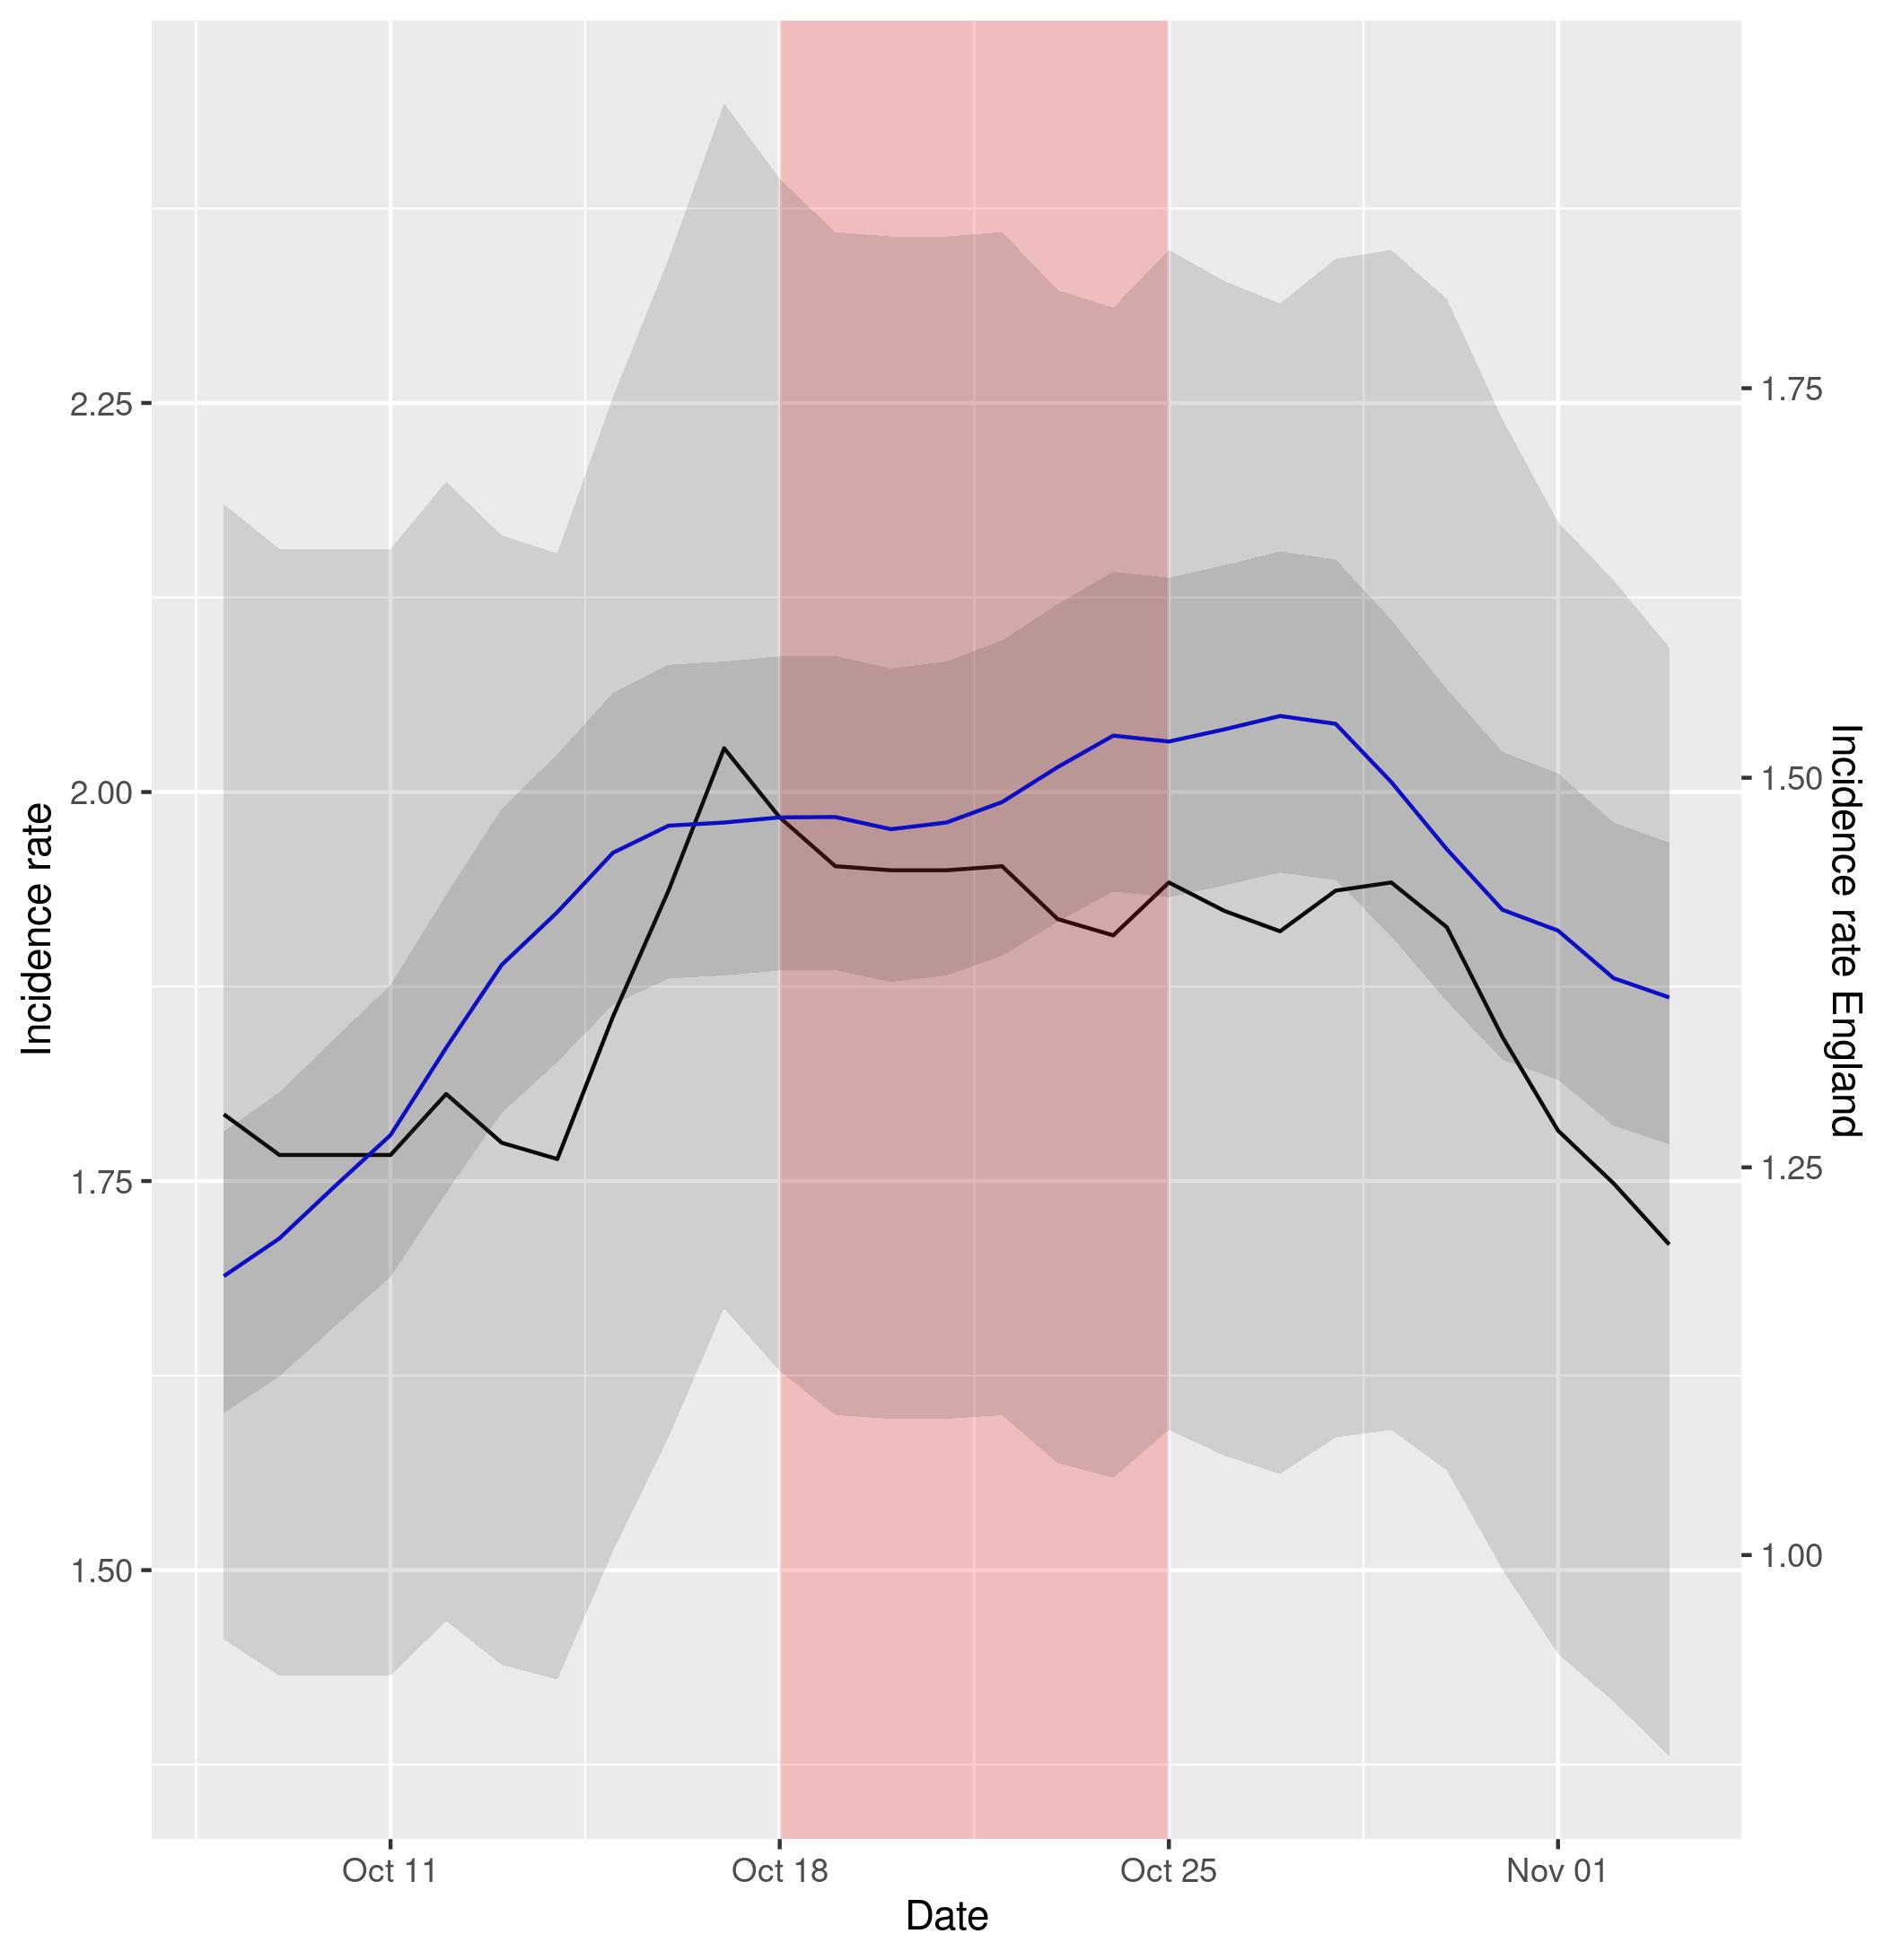 2.25
2.00
1.75
1.50
Incidence rate
1.75
1.50
1.25
1.00
Incidence rate England
Oct 11
Oct 18
Oct 25
Nov 01
Date